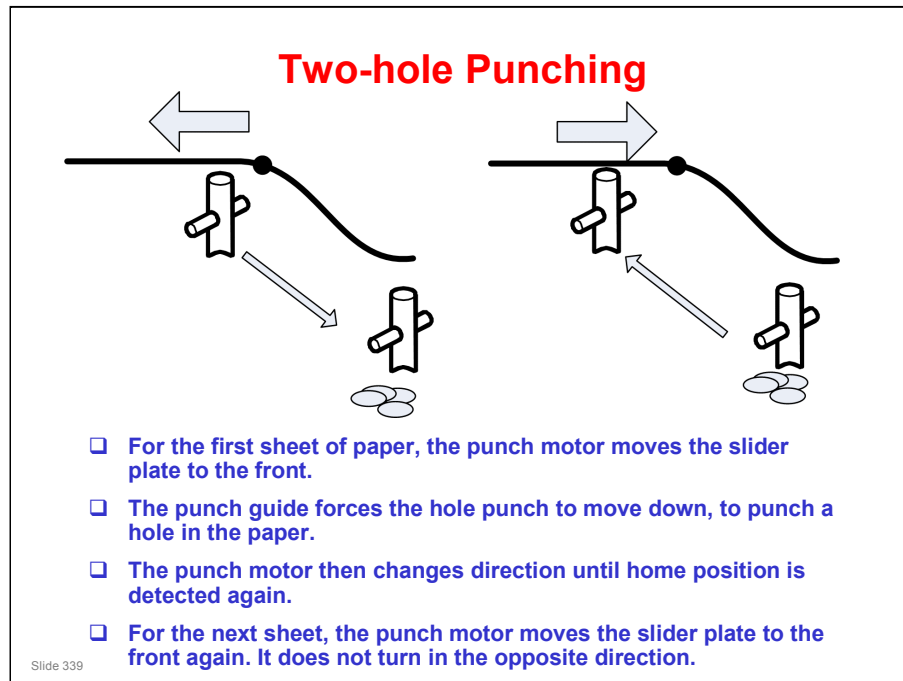 Two-hole Punching
❑ For the first sheet of paper, the punch motor moves the slider
plate to the front.
❑ The punch guide forces the hole punch to move down, to punch a
hole in the paper.
❑ The punch motor then changes direction until home position is
detected again.
❑ For the next sheet, the punch motor moves the slider plate to the
front again. It does not turn in the opposite direction.
Slide 339